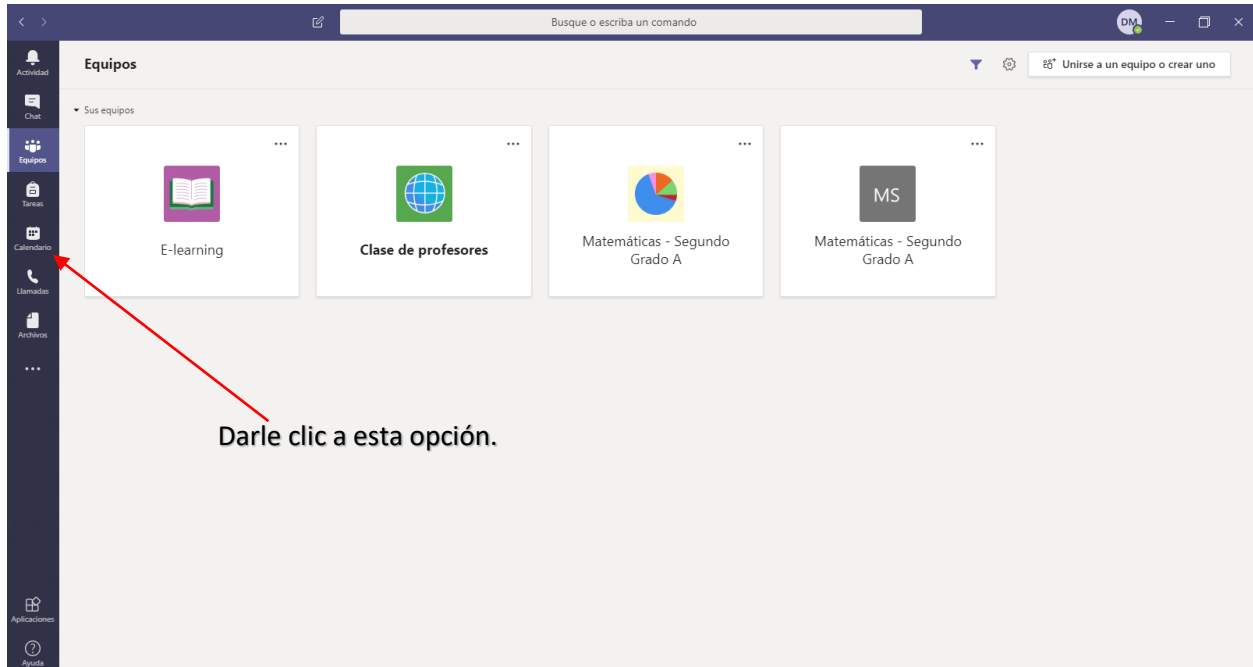 Busque o escriba un comando
DM
Actividad
Chat
Equipos
Tareas
Calendario
Llamadas
Archivos
Aplicaciones
Ayuda
Equipos
Unirse a un equipo o crear uno
Sus equipos
E-learning
Clase de profesores
Matemáticas - Segundo
Grado A
MS
Matemáticas - Segundo
Grado A
Darle clic a esta opción.